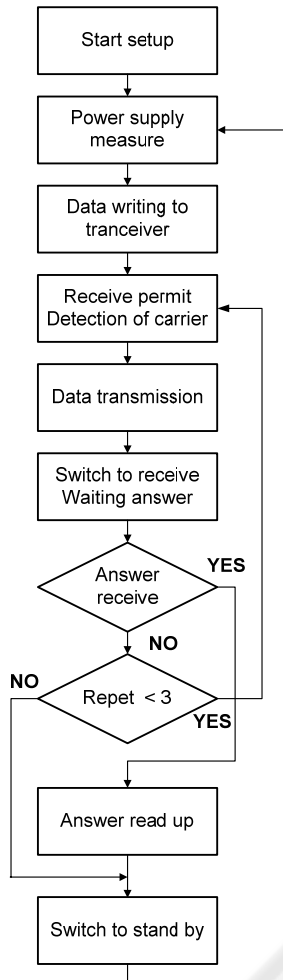 Start setup
Power supply
measure
Data writing to
tranceiver
Receive permit
Detection of carrier
Data transmission
Switch to receive
Waiting answer
Answer
receive
YES
NO
Repet < 3
NO
YES
Answer read up
Switch to stand by